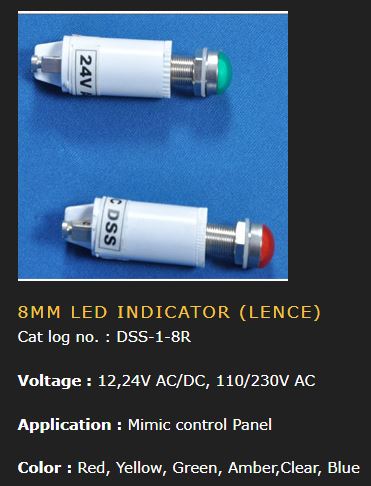 24V
C DSS
8MM LED INDICATOR (LENCE)
Cat log no. : DSS-1-8R
Voltage : 12,24V AC/DC, 110/230V AC
Application : Mimic control Panel
Color : Red, Yellow, Green, Amber,Clear, Blue